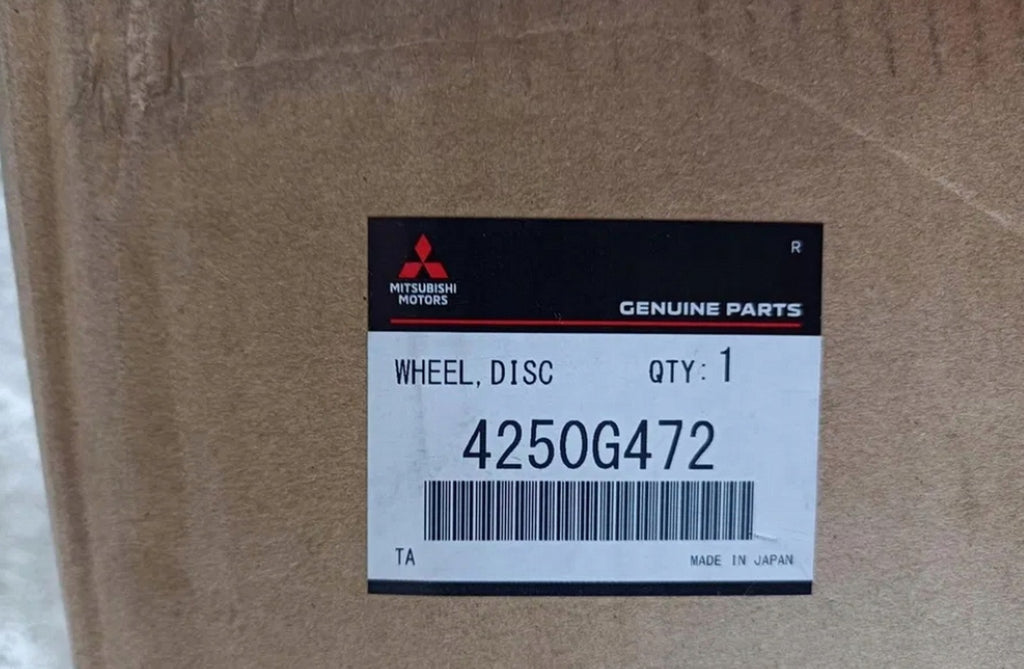 R
MITSUBISHI
MOTORS
GENUINE PARTS
WHEEL, DISC QTY: 1
4250G472
TA MADE IN JAPAN